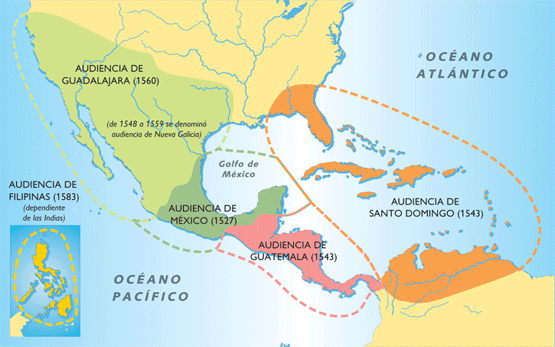 OCÉANO
ATLÁNTICO
AUDIENCIA DE
GUADALAJARA (1560)
(de 1548 a 1559 se denominó
audiencia de Nueva Galicia)
Golfo de
México
AUDIENCIA DE
FILIPINAS (1583)
(dependiente
de las Indias)
AUDIENCIA DE
MÉXICO (1527)
AUDIENCIA DE
SANTO DOMINGO (1543)
AUDIENCIA DE
GUATEMALA (1543)
OCÉANO
PACÍFICO